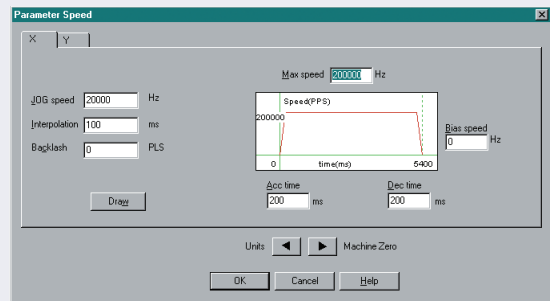 Parameter Speed
X Y
Max speed 200000 Hz
JOG speed 20000 Hz
Interpolation 100 ms
Backlash 0 PLS
Speed(PPS)
200000
0 time(ms) 5400
Bias speed
0 Hz
Draw
Acc time
200 ms
Dec time
200 ms
Units Machine Zero
OK Cancel Help